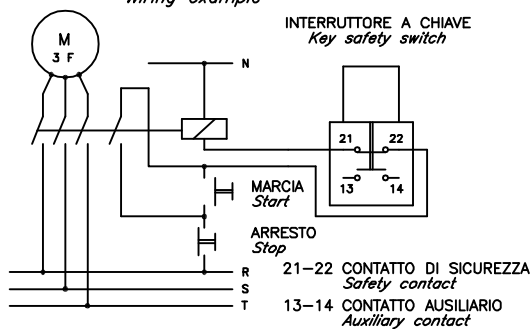 wiring example
INTERRUTTORE A CHIAVE
Key safety switch
M
3 F
N
21 22
13 14
MARCIA
Start
ARRESTO
Stop
R
S
T
21-22 CONTATTO DI SICUREZZA
Safety contact
13-14 CONTATTO AUSILIARIO
Auxiliary contact